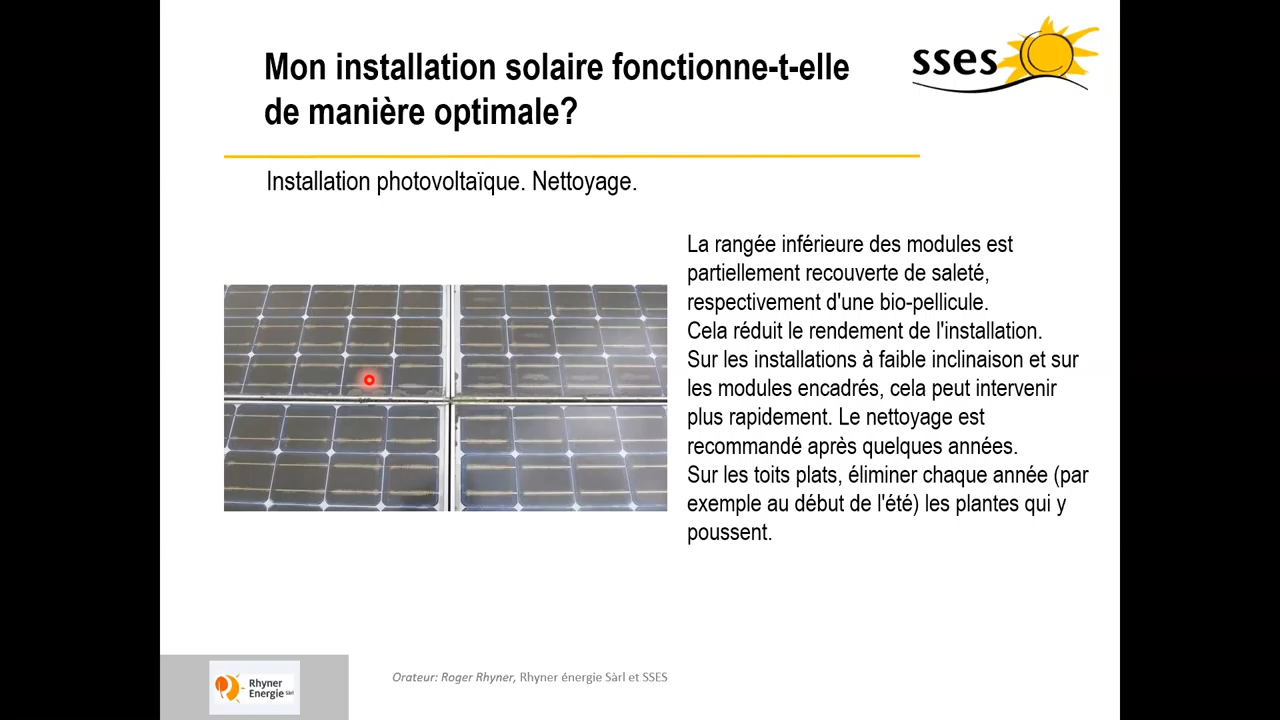 Mon installation solaire fonctionne-t-elle
de manière optimale?
sses
Installation photovoltaïque. Nettoyage.
La rangée inférieure des modules est
partiellement recouverte de saleté,
respectivement d'une bio-pellicule.
Cela réduit le rendement de l'installation.
Sur les installations à faible inclinaison et sur
les modules encadrés, cela peut intervenir
plus rapidement. Le nettoyage est
recommandé après quelques années.
Sur les toits plats, éliminer chaque année (par
exemple au début de l'été) les plantes qui y
poussent.
Rhyner
Energie Sàrl
Orateur: Roger Rhyner, Rhyner énergie Sàrl et SSES